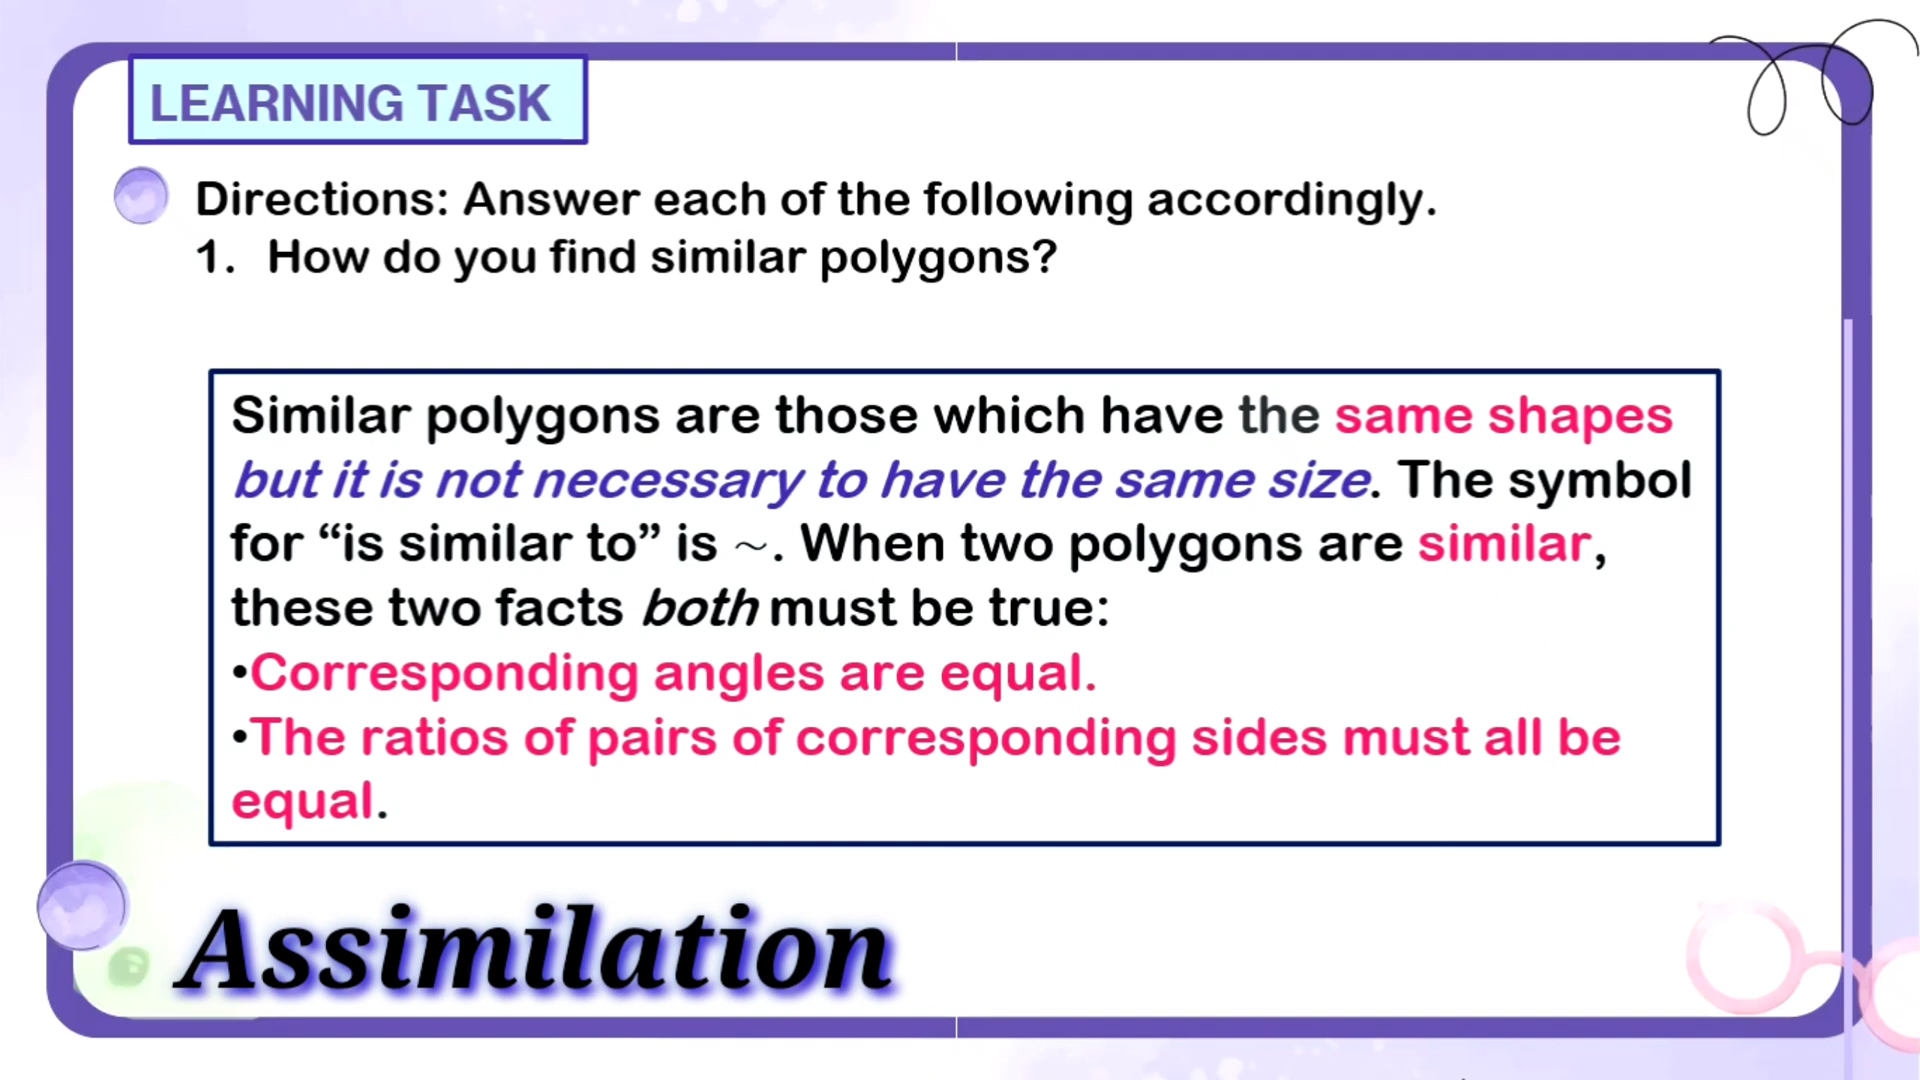 LEARNING TASK
Directions: Answer each of the following accordingly.
1. How do you find similar polygons?
Similar polygons are those which have the same shapes
but it is not necessary to have the same size. The symbol
for “is similar to” is ~. When two polygons are similar,
these two facts both must be true:
•Corresponding angles are equal.
•The ratios of pairs of corresponding sides must all be
equal.
Assimilation